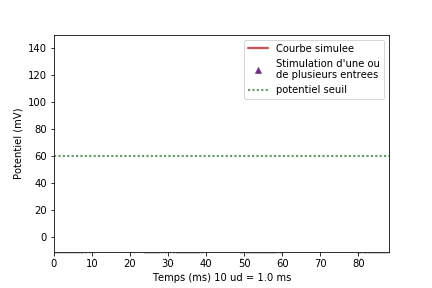 Courbe simulee
Stimulation d'une ou
de plusieurs entrees
potentiel seuil
140
120
100
80
60
40
20
0
Potentiel (mV)
0 10 20 30 40 50 60 70 80
Temps (ms) 10 ud = 1.0 ms